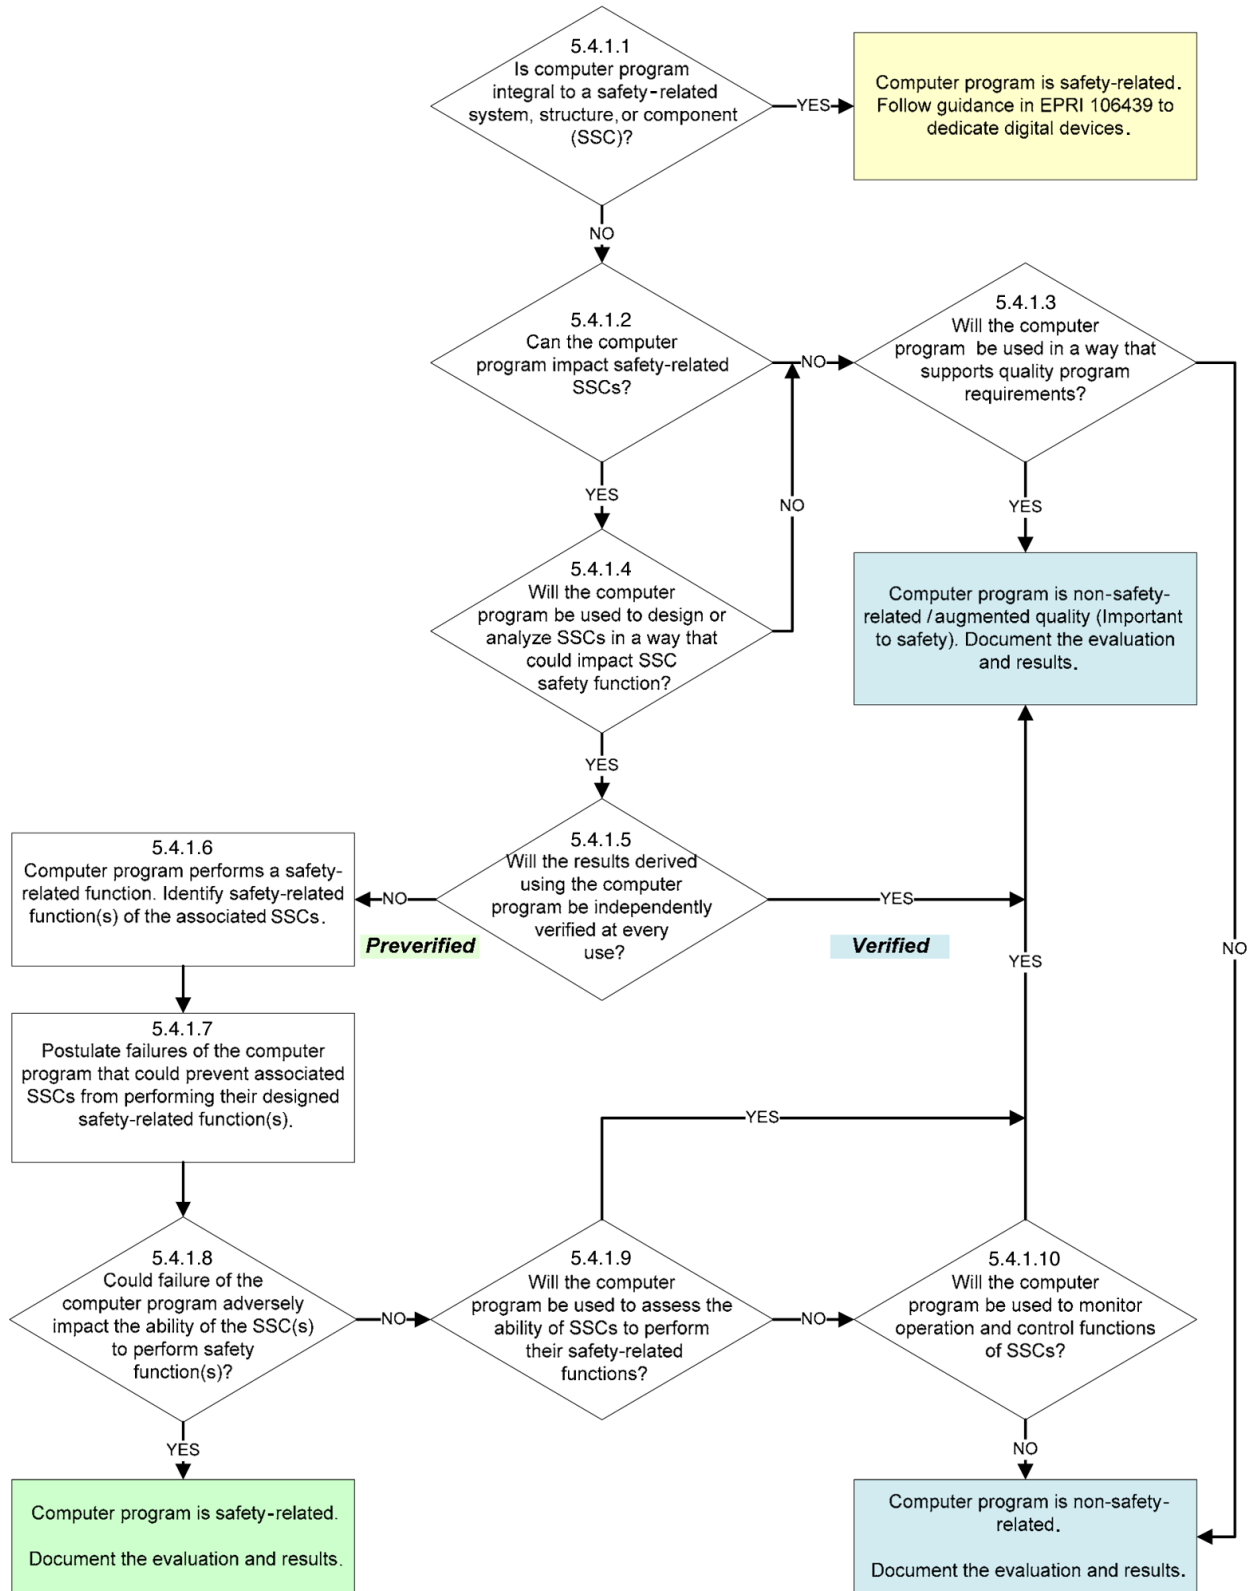 5.4.1.1
Is computer program
integral to a safety-related
system, structure, or component
(SSC)?
YES
Computer program is safety-related.
Follow guidance in EPRI 106439 to
dedicate digital devices.
NO
5.4.1.2
Can the computer
program impact safety-related
SSCs?
NO
5.4.1.3
Will the computer
program be used in a way that
supports quality program
requirements?
YES
NO
YES
5.4.1.4
Will the computer
program be used to design or
analyze SSCs in a way that
could impact SSC
safety function?
Computer program is non-safety-
related / augmented quality (Important
to safety). Document the evaluation
and results.
YES
5.4.1.5
Will the results derived
using the computer
program be independently
verified at every
use?
NO
Preverified
YES
Verified
YES
NO
5.4.1.6
Computer program performs a safety-
related function. Identify safety-related
function(s) of the associated SSCs.
5.4.1.7
Postulate failures of the computer
program that could prevent associated
SSCs from performing their designed
safety-related function(s).
YES
5.4.1.8
Could failure of the
computer program adversely
impact the ability of the SSC(s)
to perform safety
function(s)?
NO
5.4.1.9
Will the computer
program be used to assess the
ability of SSCs to perform
their safety-related
functions?
NO
5.4.1.10
Will the computer
program be used to monitor
operation and control functions
of SSCs?
YES
NO
Computer program is safety-related.
Document the evaluation and results.
Computer program is non-safety-
related.
Document the evaluation and results.